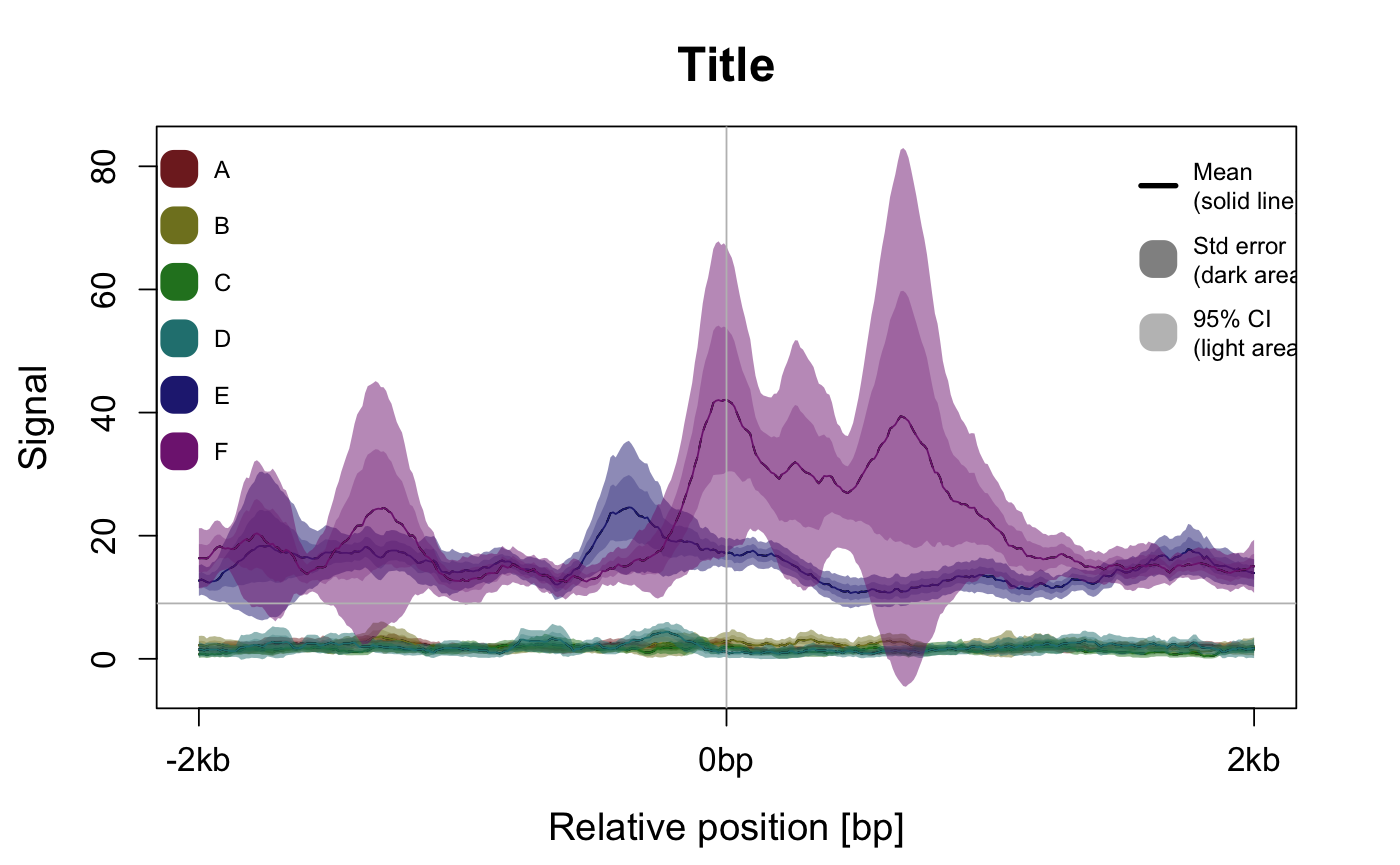 Title
A
B
C
D
E
F
Mean
(solid line
Std error
(dark area
95% CI
(light area
Signal
80
60
40
20
0
-2kb
0bp
2kb
Relative position [bp]